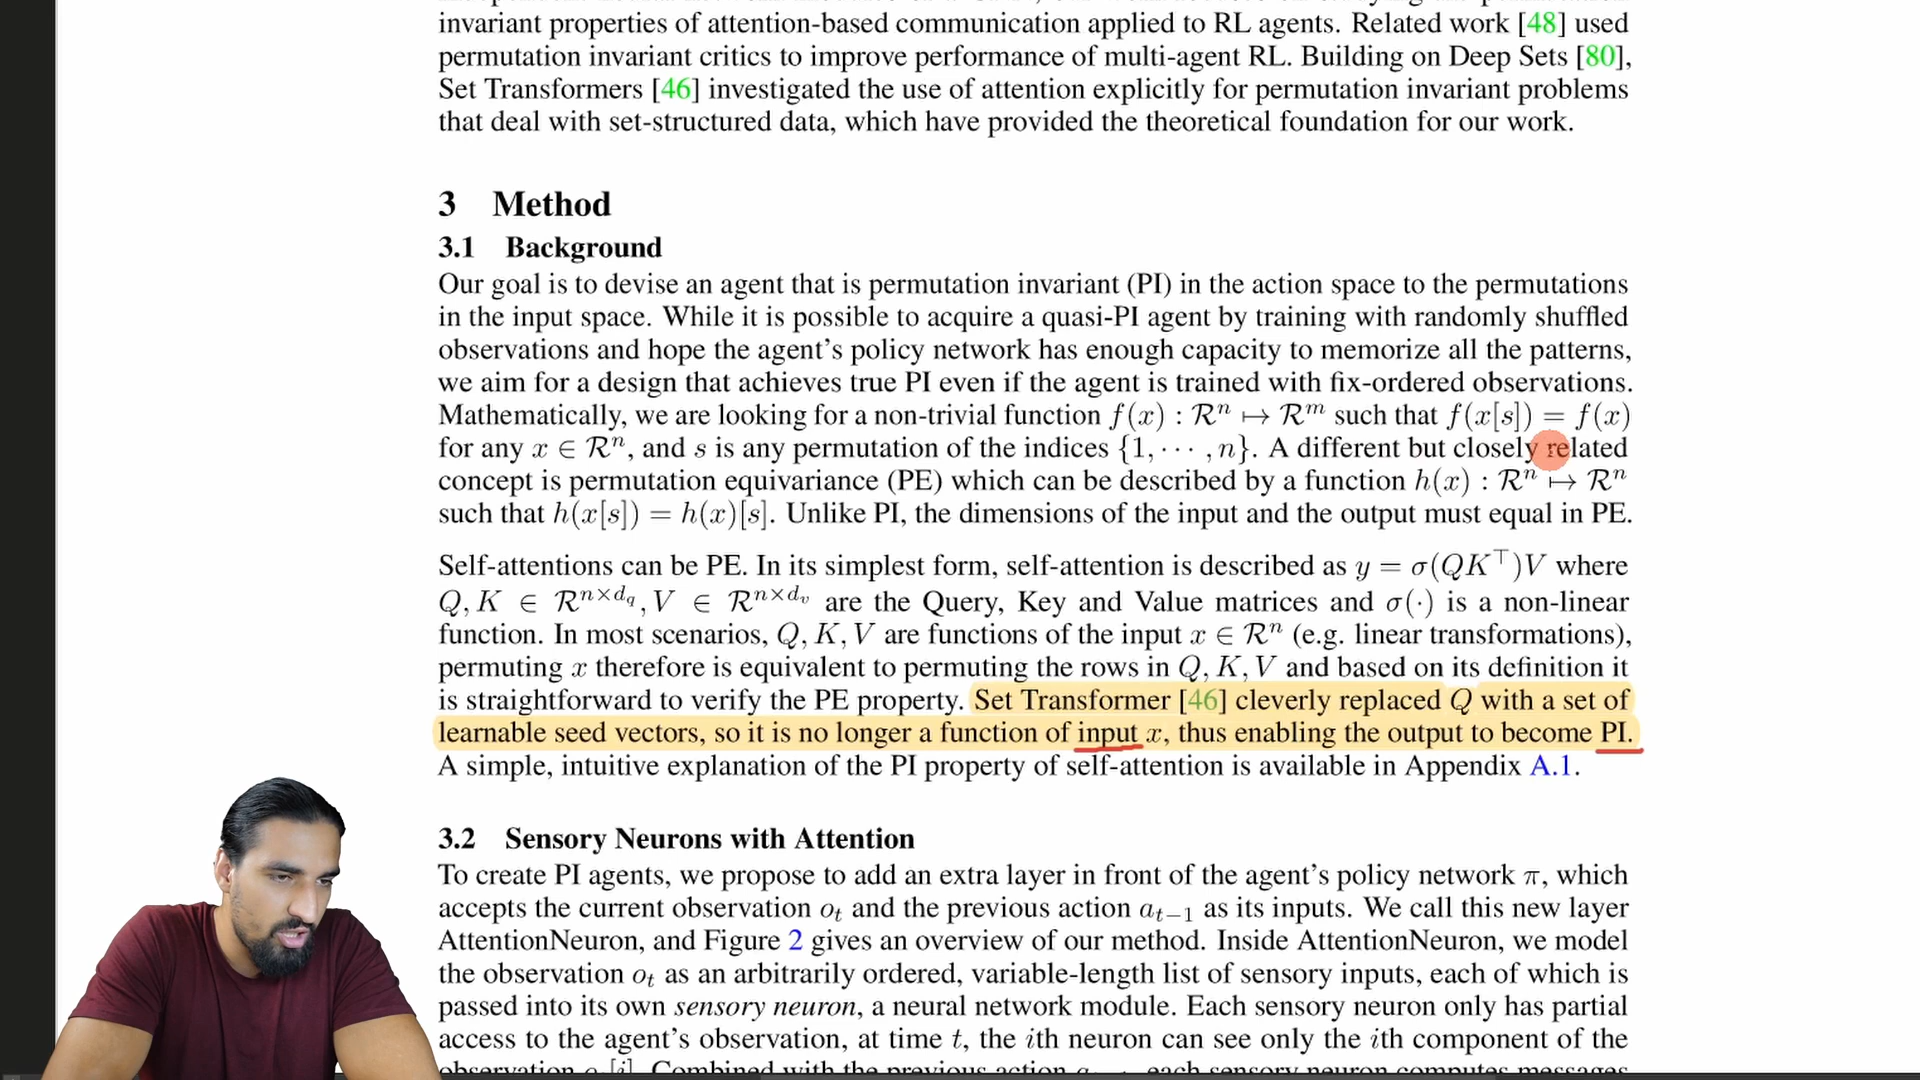 invariant properties of attention-based communication applied to RL agents. Related work [48] used
permutation invariant critics to improve performance of multi-agent RL. Building on Deep Sets [80],
Set Transformers [46] investigated the use of attention explicitly for permutation invariant problems
that deal with set-structured data, which have provided the theoretical foundation for our work.
3 Method
3.1 Background
Our goal is to devise an agent that is permutation invariant (PI) in the action space to the permutations
in the input space. While it is possible to acquire a quasi-PI agent by training with randomly shuffled
observations and hope the agent's policy network has enough capacity to memorize all the patterns,
we aim for a design that achieves true PI even if the agent is trained with fix-ordered observations.
Mathematically, we are looking for a non-trivial function f(x) : ℛⁿ ↦ ℛᵐ such that f(x[s]) = f(x)
for any x ∈ ℛⁿ, and s is any permutation of the indices {1, ⋯ , n}. A different but closely related
concept is permutation equivariance (PE) which can be described by a function h(x) : ℛⁿ ↦ ℛⁿ
such that h(x[s]) = h(x)[s]. Unlike PI, the dimensions of the input and the output must equal in PE.
Self-attentions can be PE. In its simplest form, self-attention is described as y = σ(QK^⊤)V where
Q, K ∈ ℛ^{n×d_q}, V ∈ ℛ^{n×d_v} are the Query, Key and Value matrices and σ(·) is a non-linear
function. In most scenarios, Q, K, V are functions of the input x ∈ ℛⁿ (e.g. linear transformations),
permuting x therefore is equivalent to permuting the rows in Q, K, V and based on its definition it
is straightforward to verify the PE property. Set Transformer [46] cleverly replaced Q with a set of
learnable seed vectors, so it is no longer a function of input x, thus enabling the output to become PI.
A simple, intuitive explanation of the PI property of self-attention is available in Appendix A.1.
3.2 Sensory Neurons with Attention
To create PI agents, we propose to add an extra layer in front of the agent's policy network π, which
accepts the current observation o_t and the previous action a_{t−1} as its inputs. We call this new layer
AttentionNeuron, and Figure 2 gives an overview of our method. Inside AttentionNeuron, we model
the observation o_t as an arbitrarily ordered, variable-length list of sensory inputs, each of which is
passed into its own sensory neuron, a neural network module. Each sensory neuron only has partial
access to the agent's observation, at time t, the ith neuron can see only the ith component of the
observation o_t[i]. Combined with the previous action a_{t−1}, each sensory neuron computes messages